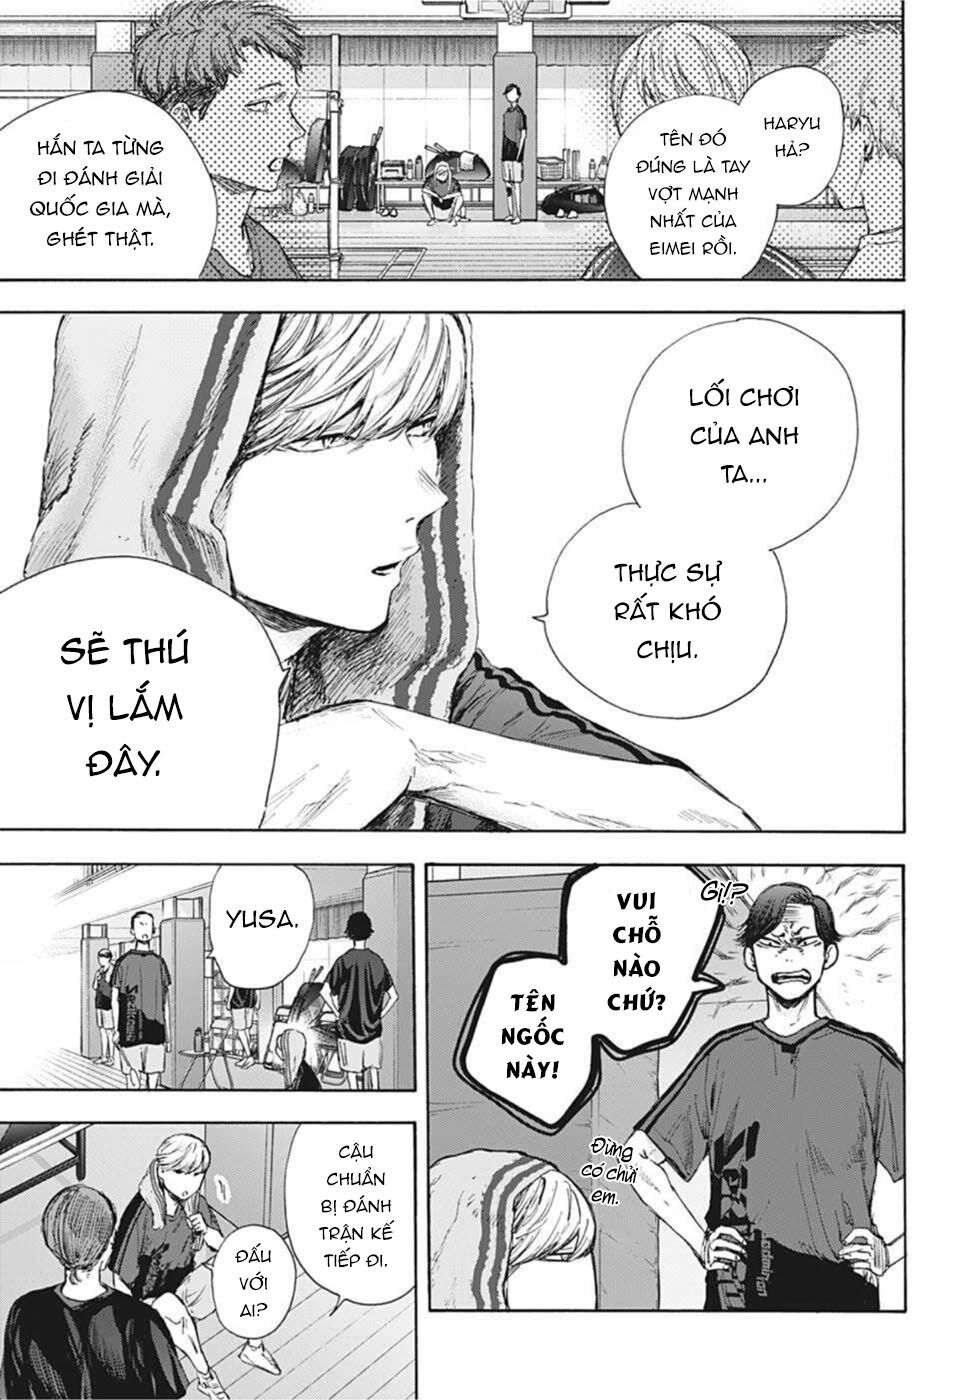 HARYU
HẢ?
TÊN ĐÓ
ĐÚNG LÀ TAY
VỢT MẠNH
NHẤT CỦA
EIMEI RỒI.
HẮN TA TỪNG
ĐI ĐÁNH GIẢI
QUỐC GIA MÀ,
GHÉT THẬT.
LỐI CHƠI
CỦA ANH
TA...
THỰC SỰ
RẤT KHÓ
CHỊU.
SẼ THÚ
VỊ LẮM
ĐÂY.
Gì!?
VUI
CHỖ
NÀO
CHỨ?
TÊN
NGỐC
NÀY!
Đừng
có chửi
em.
YUSA.
CẬU
CHUẨN
BỊ ĐÁNH
TRẬN KẾ
TIẾP ĐI.
ĐẤU
VỚI
AI?